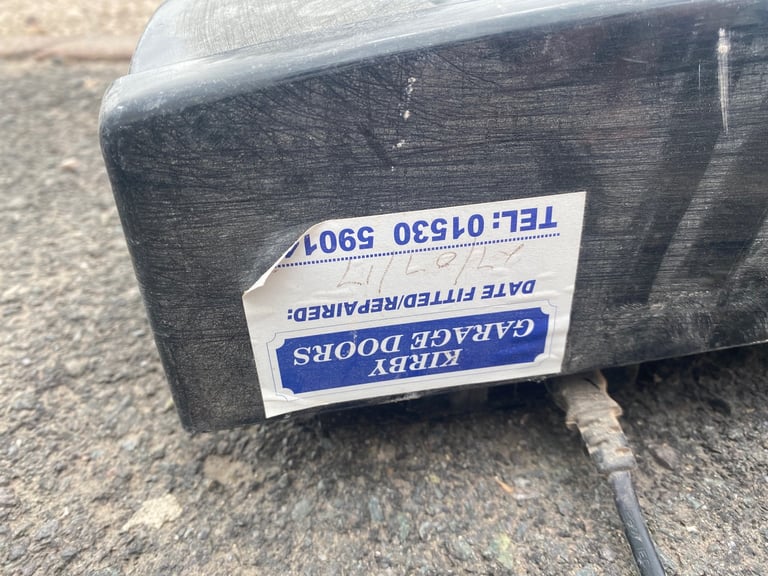 KIRBY
GARAGE DOORS
DATE FITTED/REPAIRED:
TEL: 01530 5901